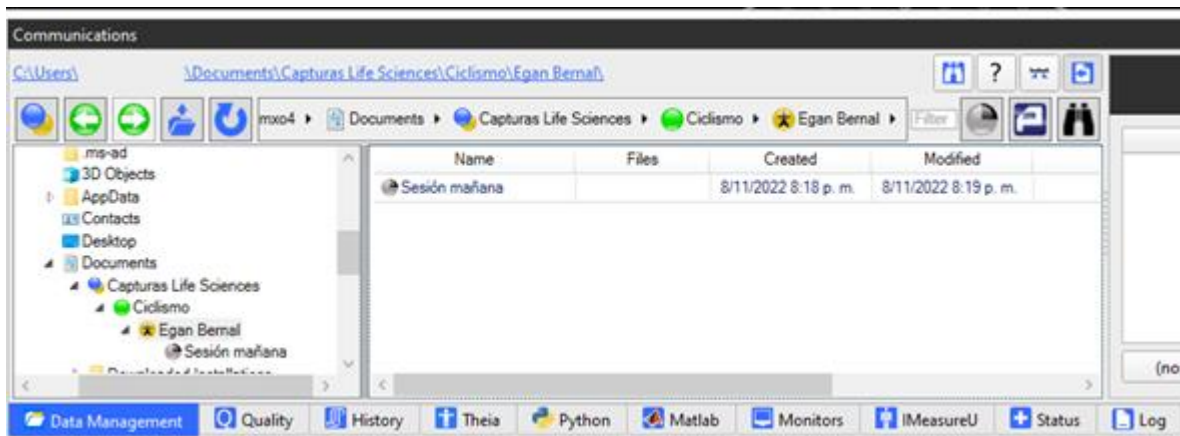 Communications
C:\Users\ \Documents\Capturas Life Sciences\Ciclismo\Egan Bernal\
?
mxo4 Documents Capturas Life Sciences Ciclismo Egan Bernal Filter
.ms-ad
3D Objects
AppData
Contacts
Desktop
Documents
Capturas Life Sciences
Ciclismo
Egan Bernal
Sesión mañana
Name Files Created Modified
Sesión mañana 8/11/2022 8:18 p. m. 8/11/2022 8:19 p. m.
(no
Data Management Quality History Theia Python Matlab Monitors IMeasureU Status Log